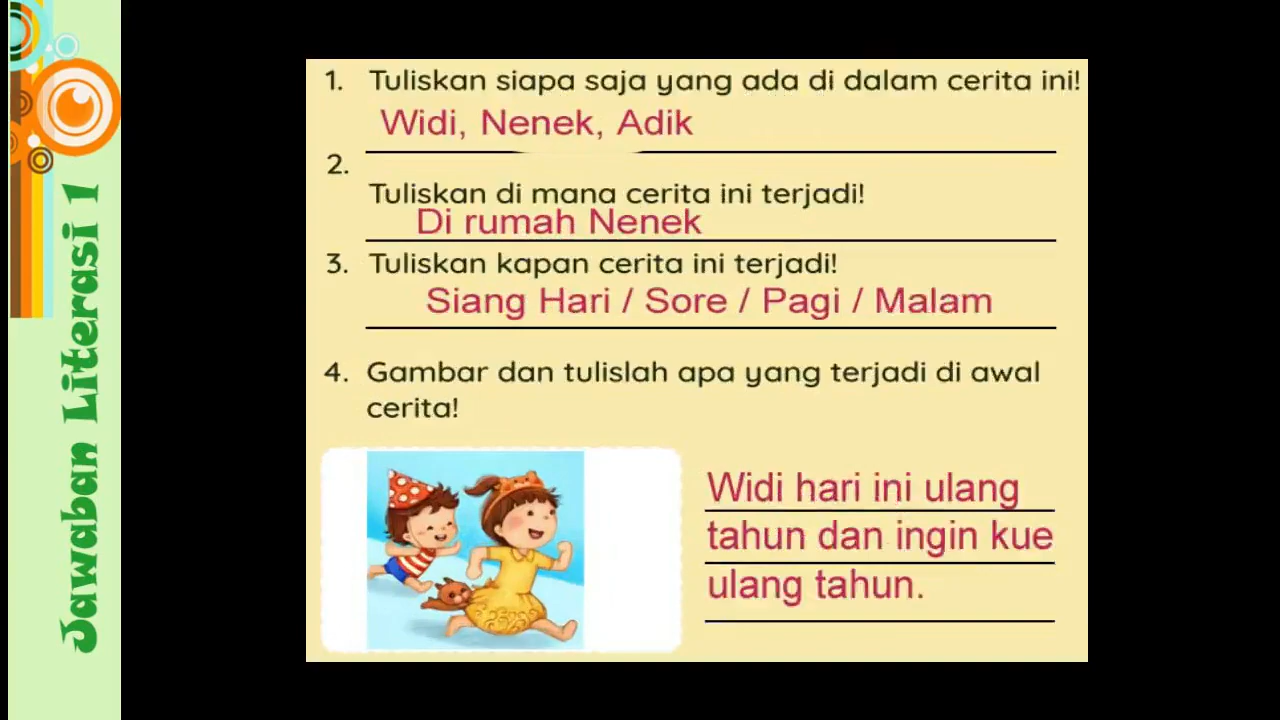 Jawaban Literasi 1
1. Tuliskan siapa saja yang ada di dalam cerita ini!
Widi, Nenek, Adik
2.
Tuliskan di mana cerita ini terjadi!
Di rumah Nenek
3. Tuliskan kapan cerita ini terjadi!
Siang Hari / Sore / Pagi / Malam
4. Gambar dan tulislah apa yang terjadi di awal
cerita!
Widi hari ini ulang
tahun dan ingin kue
ulang tahun.